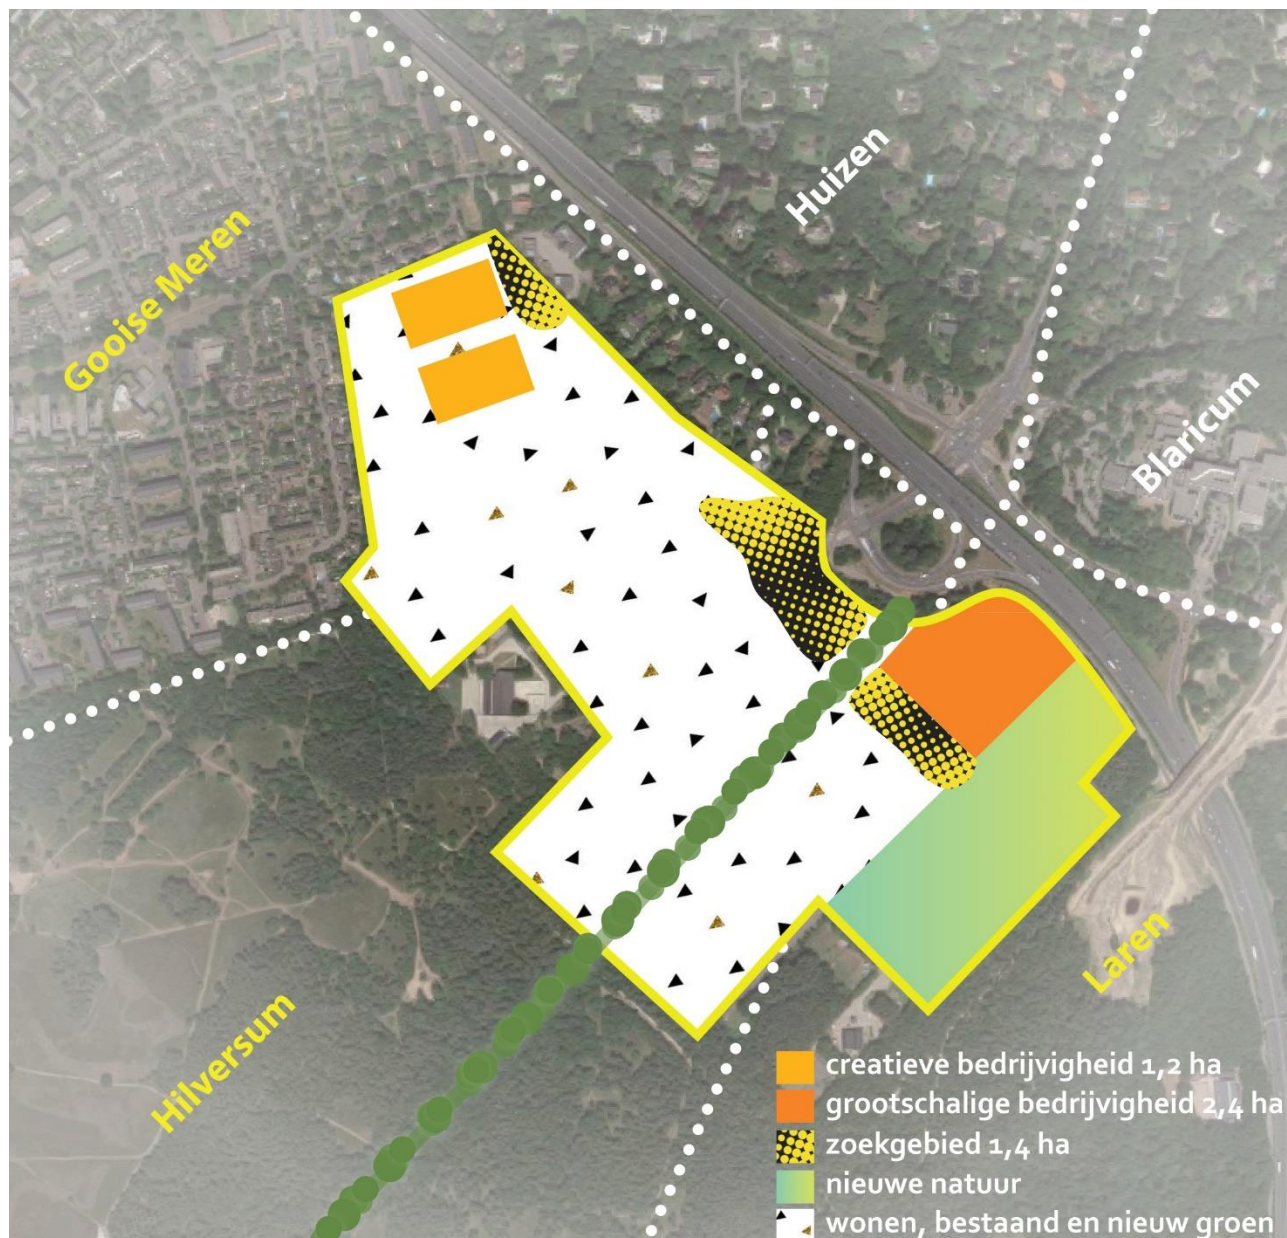 Huizen
Gooise Meren
Blaricum
Laren
Hilversum
creatieve bedrijvigheid 1,2 ha
grootschalige bedrijvigheid 2,4 ha
zoekgebied 1,4 ha
nieuwe natuur
wonen, bestaand en nieuw groen